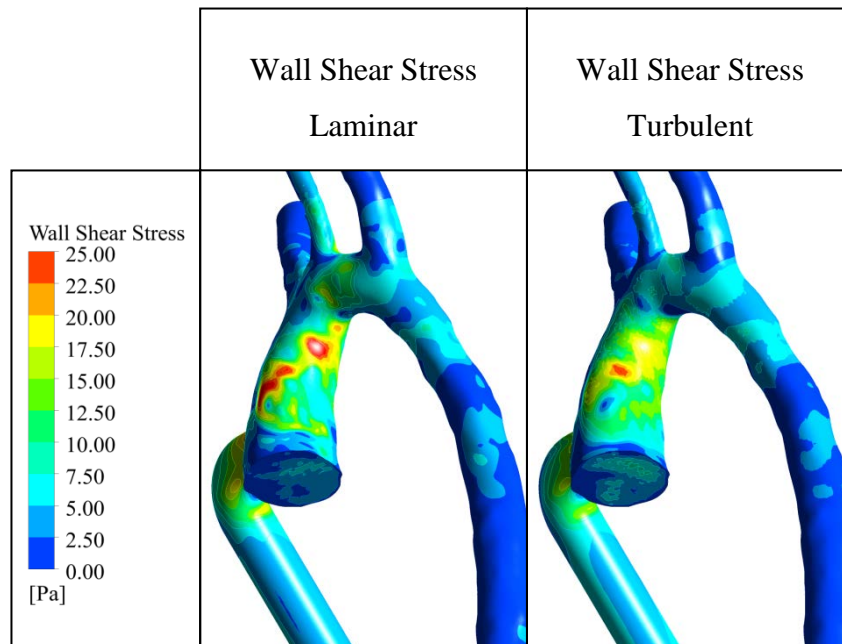 Wall Shear Stress
Laminar
Wall Shear Stress
Turbulent
Wall Shear Stress
25.00
22.50
20.00
17.50
15.00
12.50
10.00
7.50
5.00
2.50
0.00
[Pa]